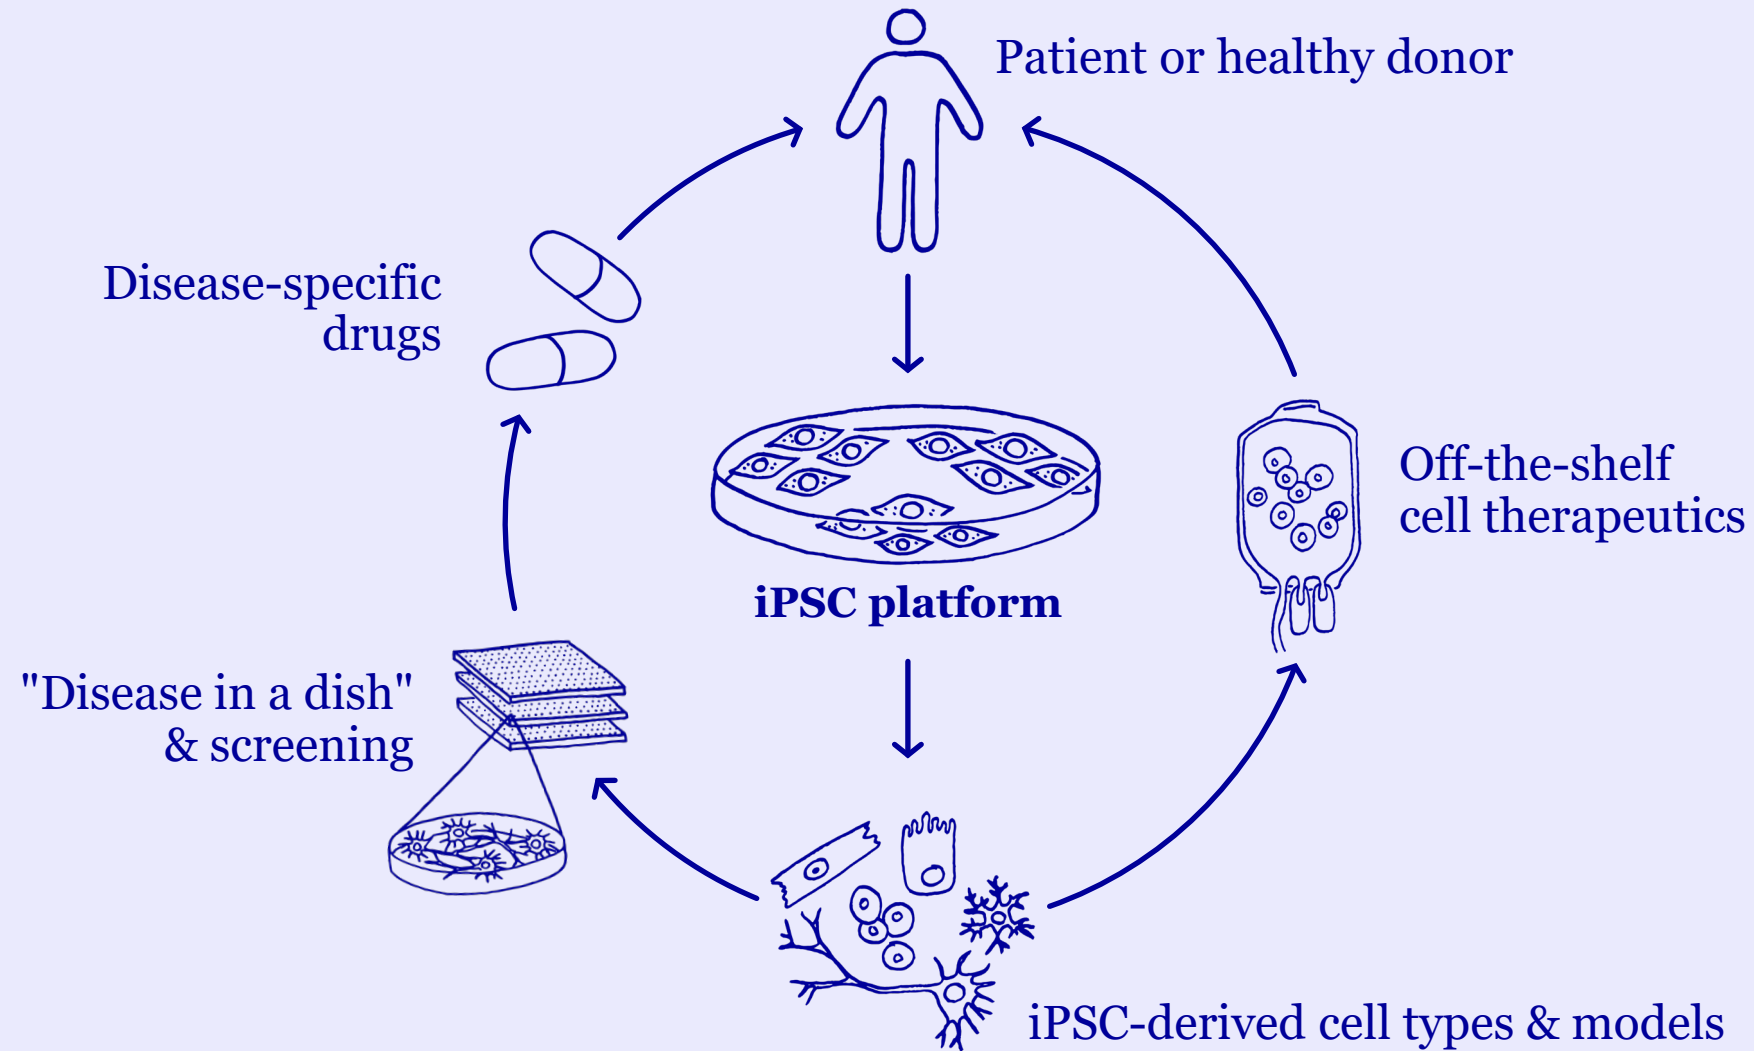 Patient or healthy donor
Disease-specific
drugs
Off-the-shelf
cell therapeutics
iPSC platform
"Disease in a dish"
& screening
iPSC-derived cell types & models